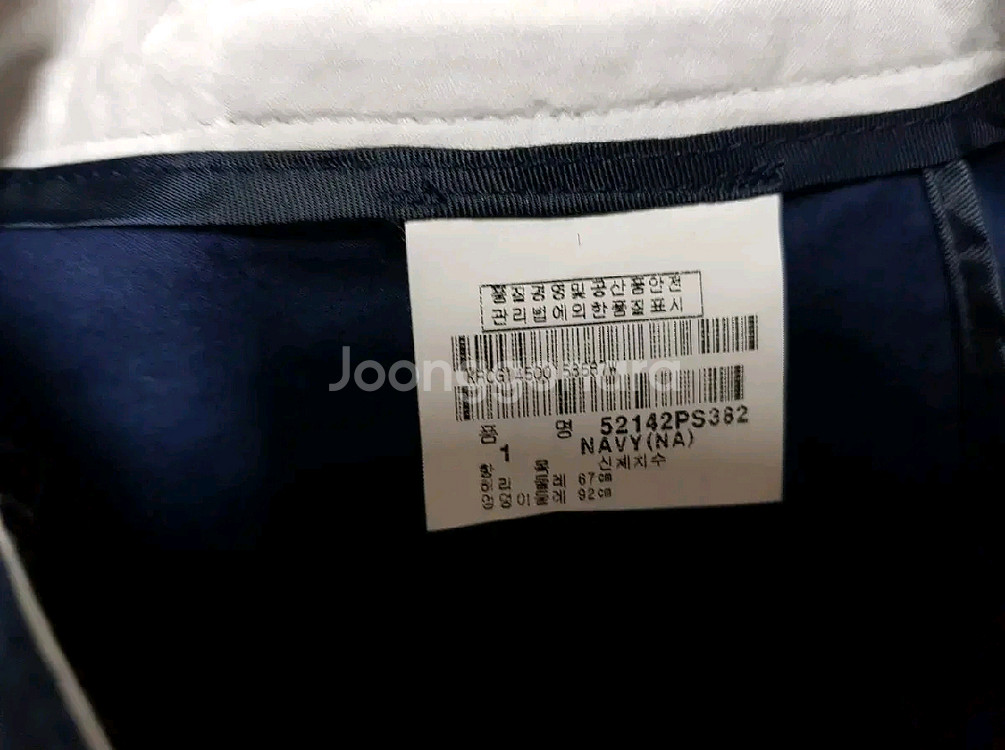 품질경영및공산품안전
관리법에의한품질표시
Joonggonara
품 명 52142PS382
1 NAVY(NA)
신체치수
허리둘레 67cm
엉덩이둘레 92cm